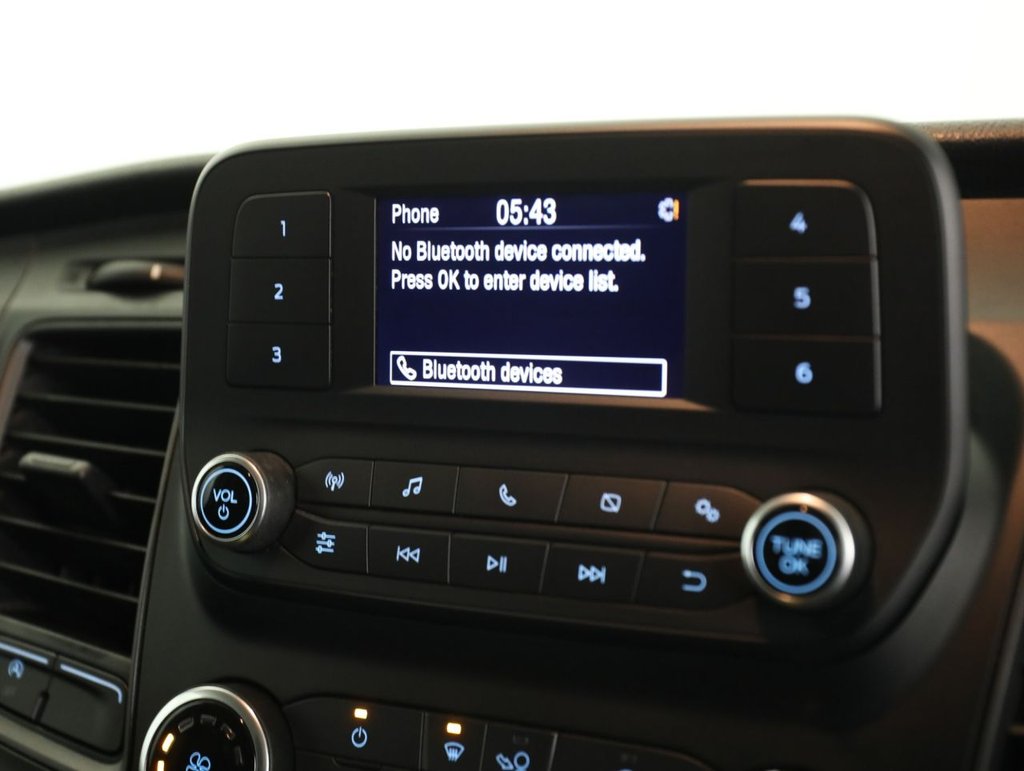 Phone 05:43
No Bluetooth device connected.
Press OK to enter device list.
Bluetooth devices
1
2
3
4
5
6
VOL
TUNE
OK